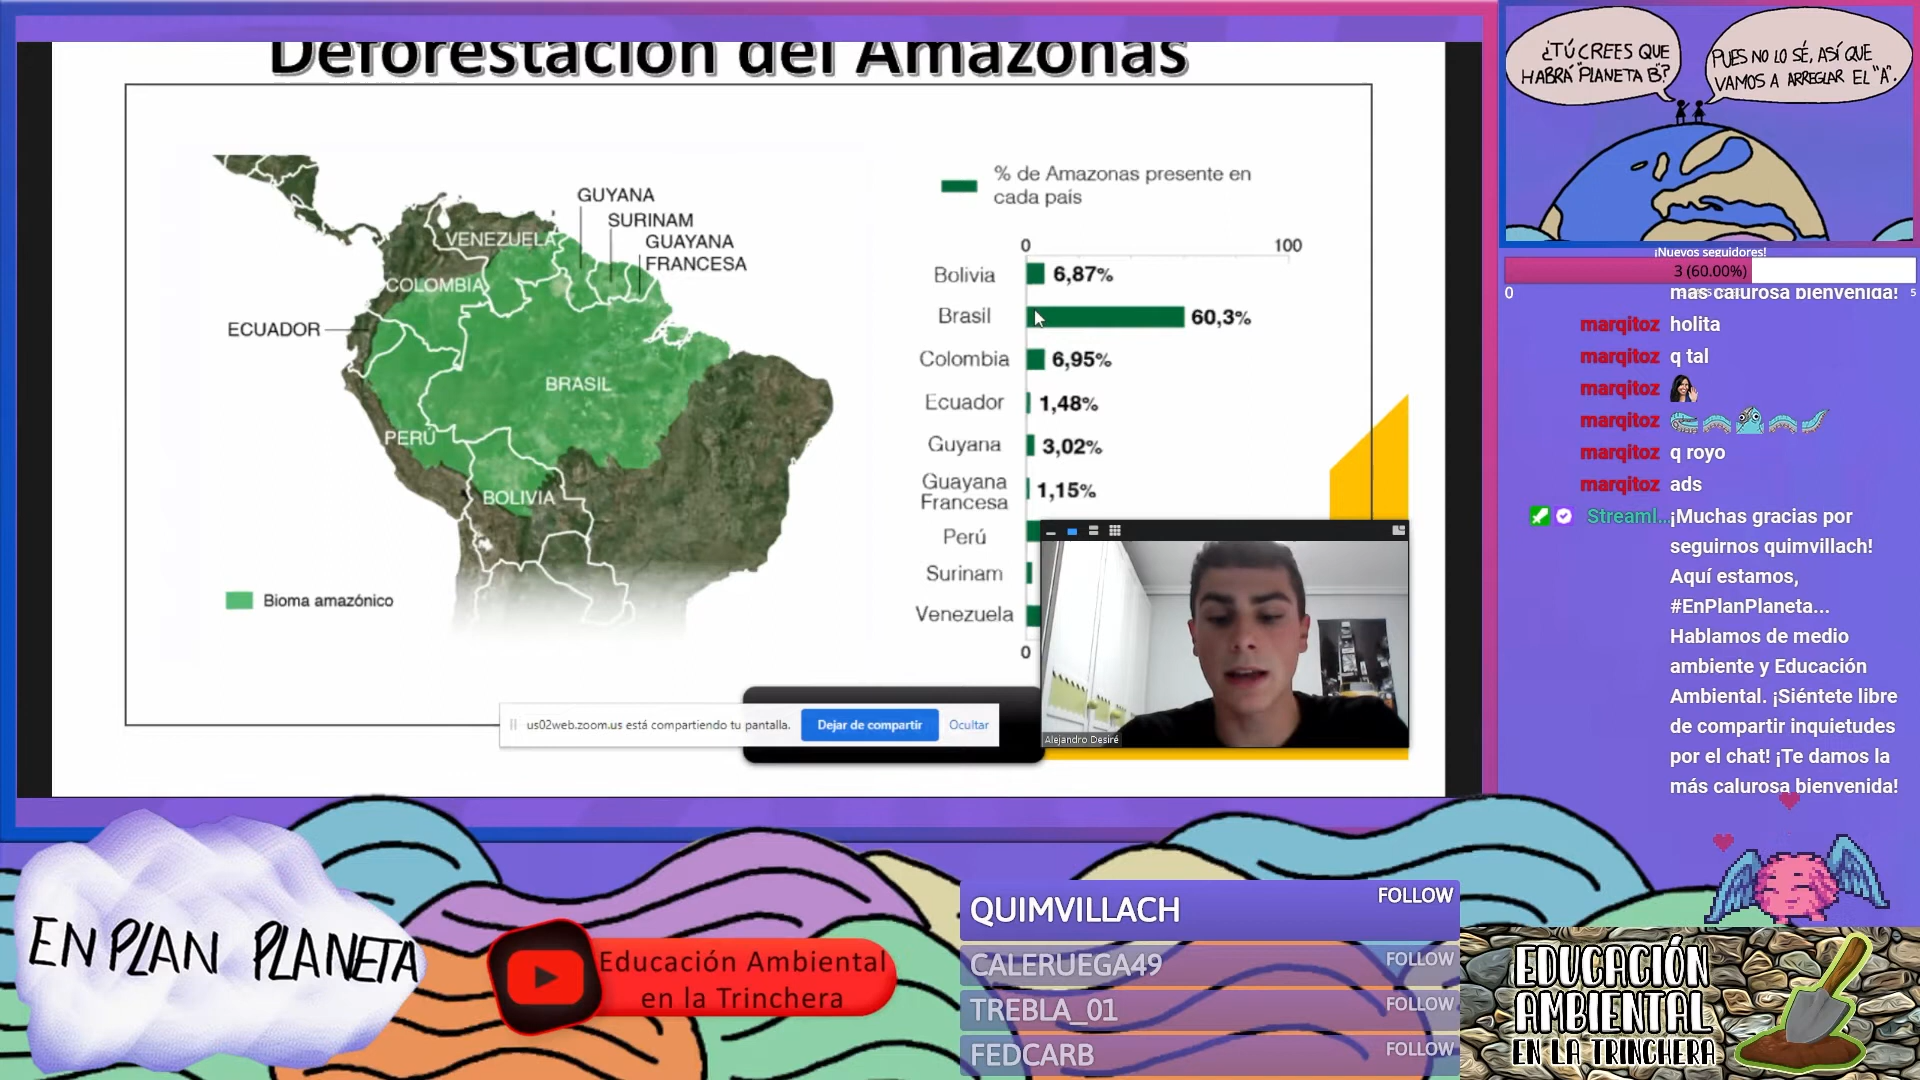 Deforestación del Amazonas
GUYANA
SURINAM
GUAYANA
FRANCESA
VENEZUELA
COLOMBIA
ECUADOR
BRASIL
PERÚ
BOLIVIA
Bioma amazónico
% de Amazonas presente en
cada país
0 100
Bolivia 6,87%
Brasil 60,3%
Colombia 6,95%
Ecuador 1,48%
Guyana 3,02%
Guayana
Francesa 1,15%
Perú
Surinam
Venezuela
0
us02web.zoom.us está compartiendo tu pantalla. Dejar de compartir Ocultar
Alejandro Desiré
¿TÚ CREES QUE
HABRÁ PLANETA B?
PUES NO LO SÉ, ASÍ QUE
VAMOS A ARREGLAR EL "A".
¡Nuevos seguidores!
3 (60.00%)
0 5
más calurosa bienvenida!
marqitoz holita
marqitoz q tal
marqitoz
marqitoz
marqitoz q royo
marqitoz ads
Streaml... ¡Muchas gracias por
seguirnos quimvillach!
Aquí estamos,
#EnPlanPlaneta...
Hablamos de medio
ambiente y Educación
Ambiental. ¡Siéntete libre
de compartir inquietudes
por el chat! ¡Te damos la
más calurosa bienvenida!
EN PLAN PLANETA
Educación Ambiental
en la Trinchera
QUIMVILLACH FOLLOW
CALERUEGA49 FOLLOW
TREBLA_01 FOLLOW
FEDCARB FOLLOW
EDUCACIÓN
AMBIENTAL
EN LA TRINCHERA